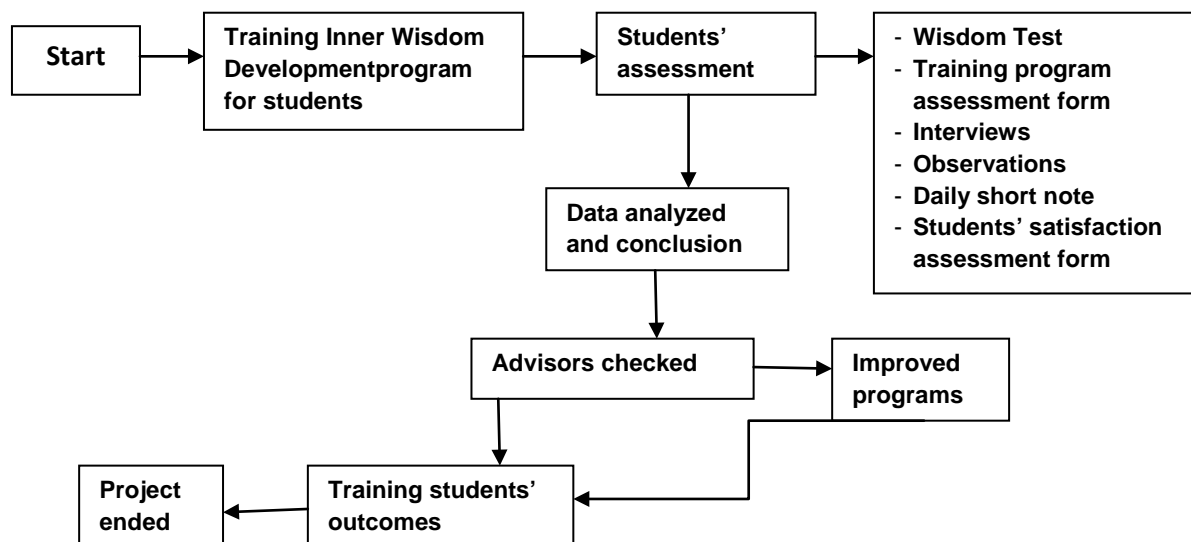 Start
Training Inner Wisdom
Developmentprogram
for students
Students’
assessment
- Wisdom Test
- Training program
assessment form
- Interviews
- Observations
- Daily short note
- Students’ satisfaction
assessment form
Data analyzed
and conclusion
Advisors checked
Improved
programs
Training students’
outcomes
Project
ended